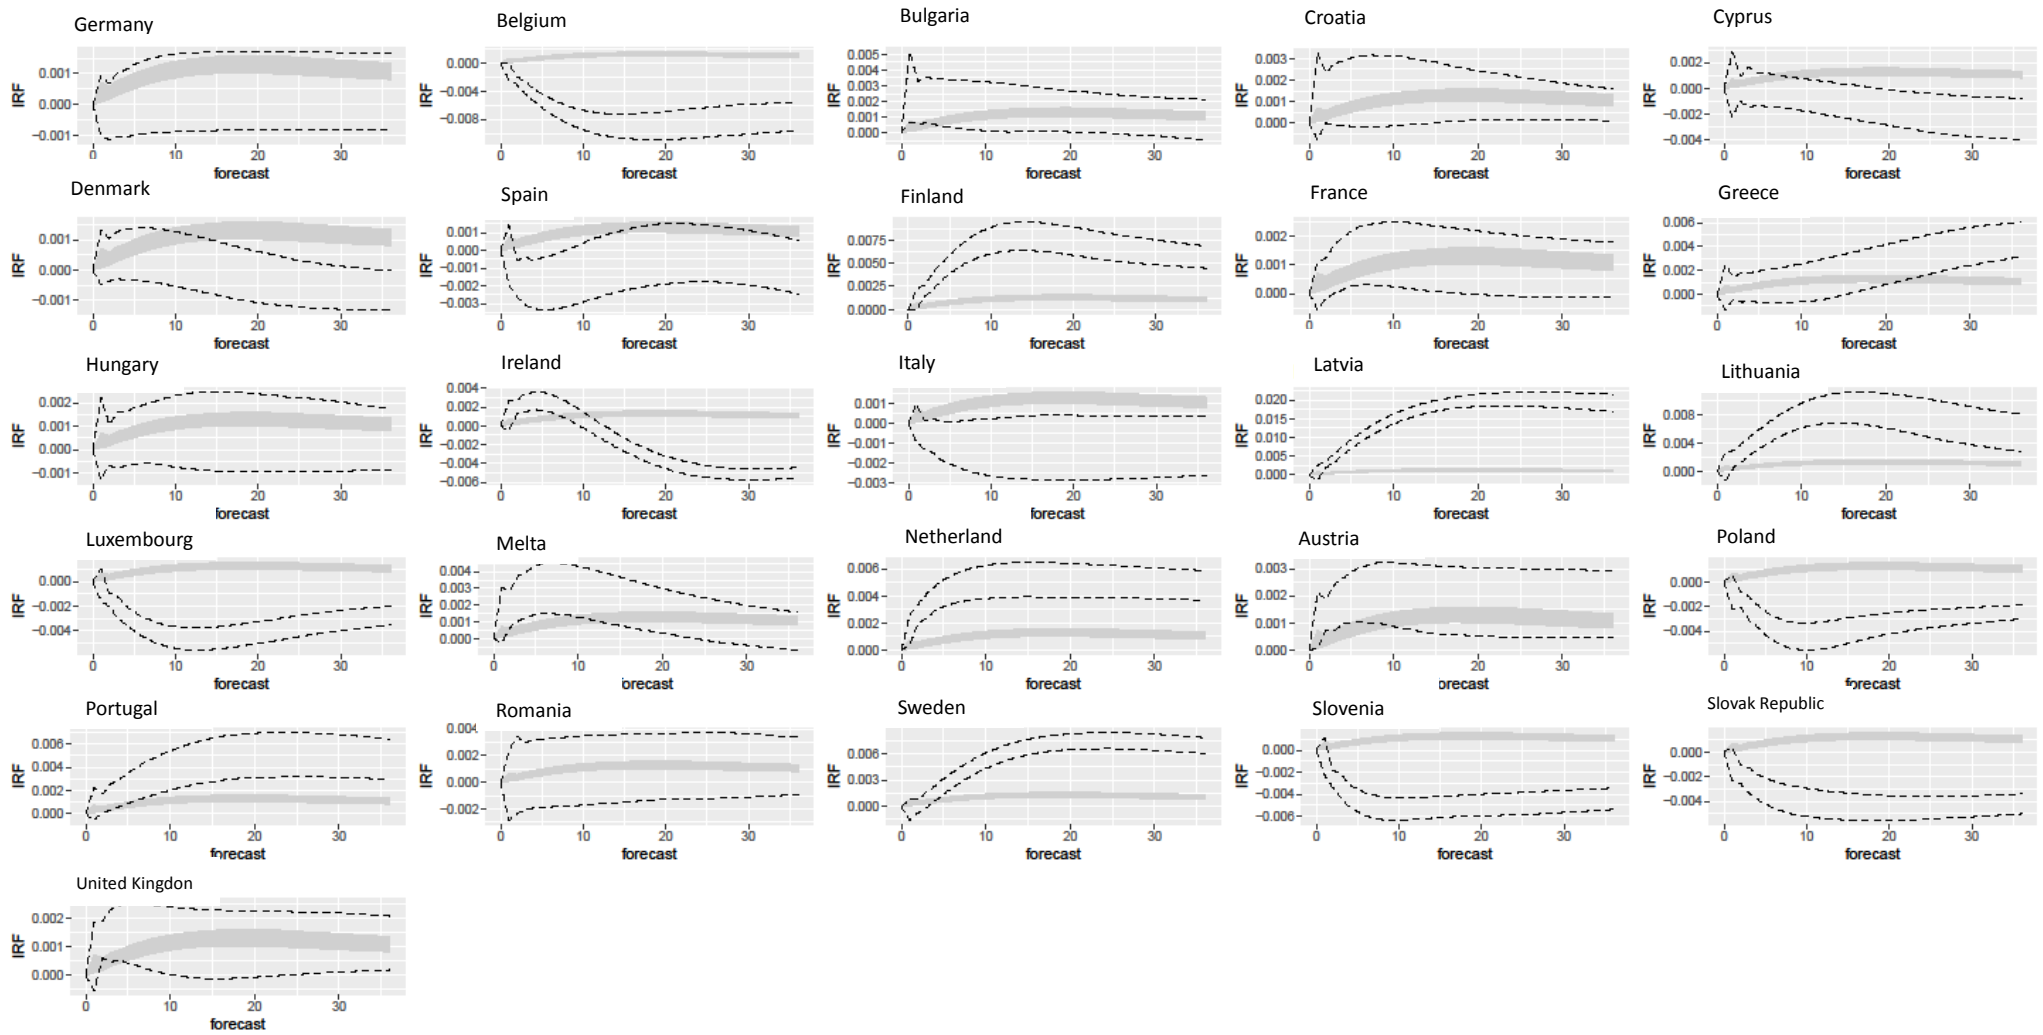 Germany
IRF
0.001
0.000
−0.001
0 10 20 30
forecast
Belgium
IRF
0.000
−0.004
−0.008
0 10 20 30
forecast
Bulgaria
IRF
0.005
0.004
0.003
0.002
0.001
0.000
0 10 20 30
forecast
Croatia
IRF
0.003
0.002
0.001
0.000
0 10 20 30
forecast
Cyprus
IRF
0.002
0.000
−0.002
−0.004
0 10 20 30
forecast
Denmark
IRF
0.001
0.000
−0.001
0 10 20 30
forecast
Spain
IRF
0.001
0.000
−0.001
−0.002
−0.003
0 10 20 30
forecast
Finland
IRF
0.0075
0.0050
0.0025
0.0000
0 10 20 30
forecast
France
IRF
0.002
0.001
0.000
0 10 20 30
forecast
Greece
IRF
0.006
0.004
0.002
0.000
0 10 20 30
forecast
Hungary
IRF
0.002
0.001
0.000
−0.001
0 10 20 30
forecast
Ireland
IRF
0.004
0.002
0.000
−0.002
−0.004
−0.006
0 10 20 30
forecast
Italy
IRF
0.001
0.000
−0.001
−0.002
−0.003
0 10 20 30
forecast
Latvia
IRF
0.020
0.015
0.010
0.005
0.000
0 10 20 30
forecast
Lithuania
IRF
0.008
0.004
0.000
0 10 20 30
forecast
Luxembourg
IRF
0.000
−0.002
−0.004
0 10 20 30
forecast
Melta
IRF
0.004
0.003
0.002
0.001
0.000
0 10 20 30
forecast
Netherland
IRF
0.006
0.004
0.002
0.000
0 10 20 30
forecast
Austria
IRF
0.003
0.002
0.001
0.000
0 10 20 30
orecast
Poland
IRF
0.000
−0.002
−0.004
0 10 20 30
forecast
Portugal
IRF
0.006
0.004
0.002
0.000
0 10 20 30
forecast
Romania
IRF
0.004
0.002
0.000
−0.002
0 10 20 30
forecast
Sweden
IRF
0.006
0.003
0.000
0 10 20 30
forecast
Slovenia
IRF
0.000
−0.002
−0.004
−0.006
0 10 20 30
forecast
Slovak Republic
IRF
0.000
−0.002
−0.004
0 10 20 30
forecast
United Kingdon
IRF
0.002
0.001
0.000
0 10 20 30
forecast